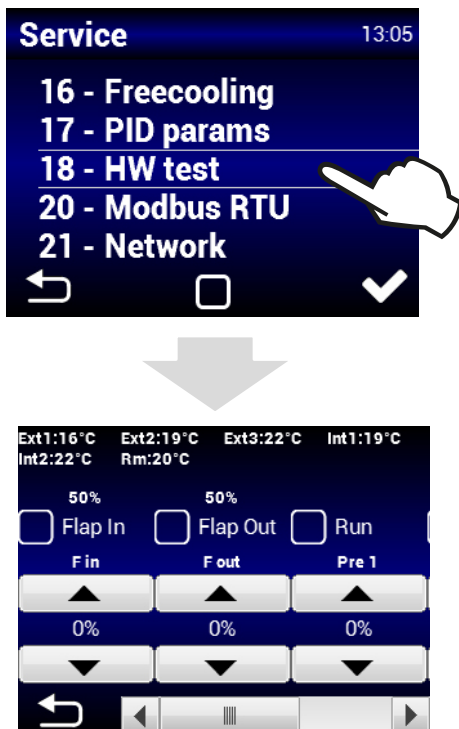 Service 13:05
16 - Freecooling
17 - PID params
18 - HW test
20 - Modbus RTU
21 - Network
Ext1:16°C Ext2:19°C Ext3:22°C Int1:19°C
Int2:22°C Rm:20°C
50% 50%
Flap In Flap Out Run
F in F out Pre 1
0% 0% 0%